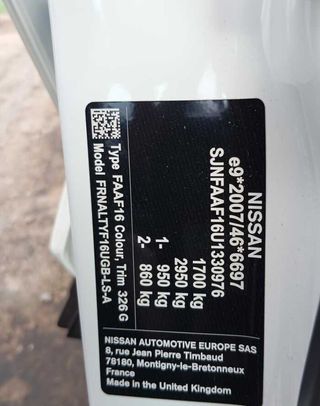 NISSAN
e9*2007/46*6697
SJNFAAF16U1330976
1700 kg
2950 kg
1- 950 kg
2- 860 kg
Type FAAF16 Colour, Trim 326 G
Model FRNALTYF16UGB-LS-A
NISSAN AUTOMOTIVE EUROPE SAS
8, rue Jean Pierre Timbaud
78180, Montigny-le-Bretonneux
France
Made in the United Kingdom